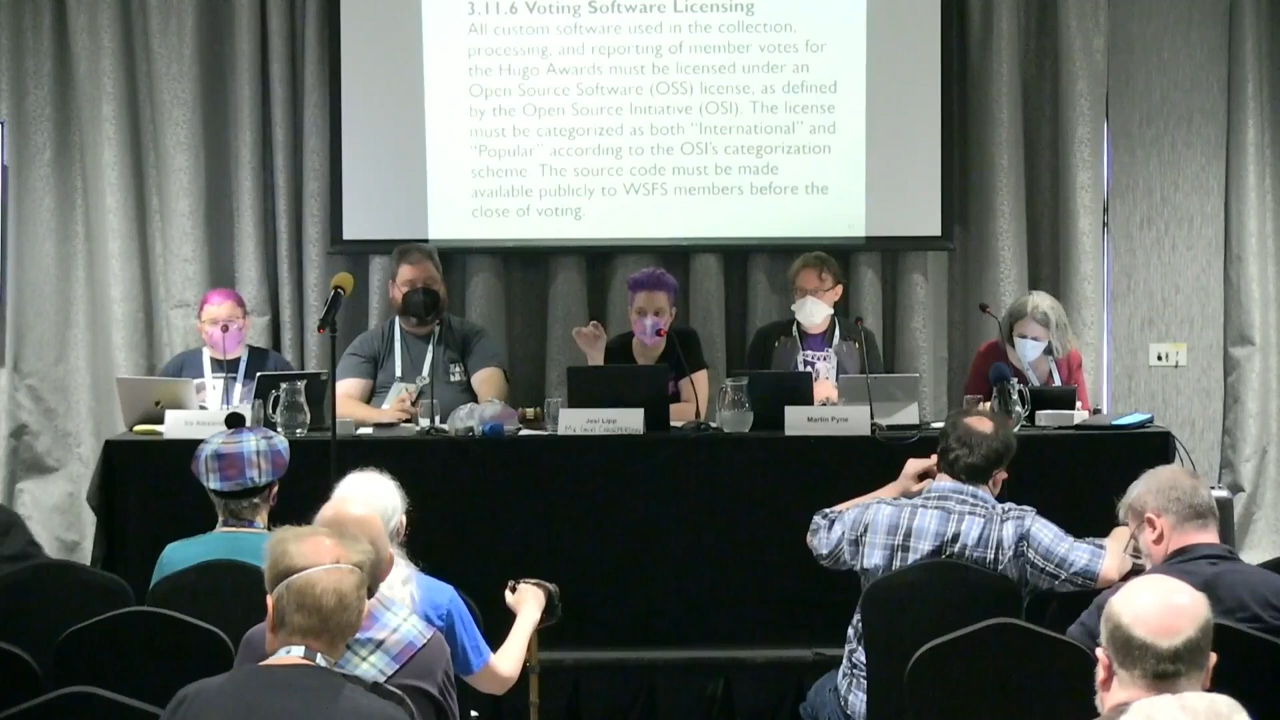 3.11.6 Voting Software Licensing
All custom software used in the collection,
processing, and reporting of member votes for
the Hugo Awards must be licensed under an
Open Source Software (OSS) license, as defined
by the Open Source Initiative (OSI). The license
must be categorized as both “International” and
“Popular” according to the OSI’s categorization
scheme. The source code must be made
available publicly to WSFS members before the
close of voting.
Jesi Lipp
Martin Pyne